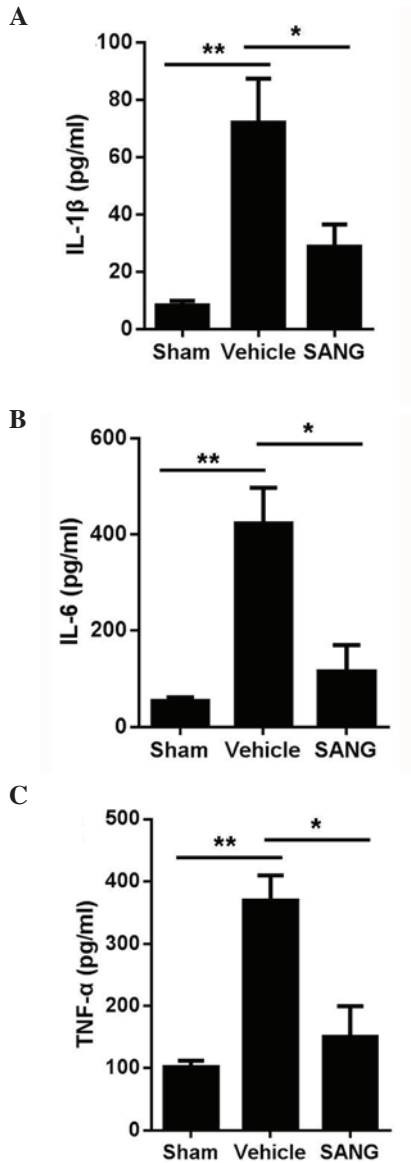 A
** *
IL-1β (pg/ml)
100
80
60
40
20
0
Sham Vehicle SANG
B
** *
IL-6 (pg/ml)
600
400
200
0
Sham Vehicle SANG
C
** *
TNF-α (pg/ml)
500
400
300
200
100
0
Sham Vehicle SANG